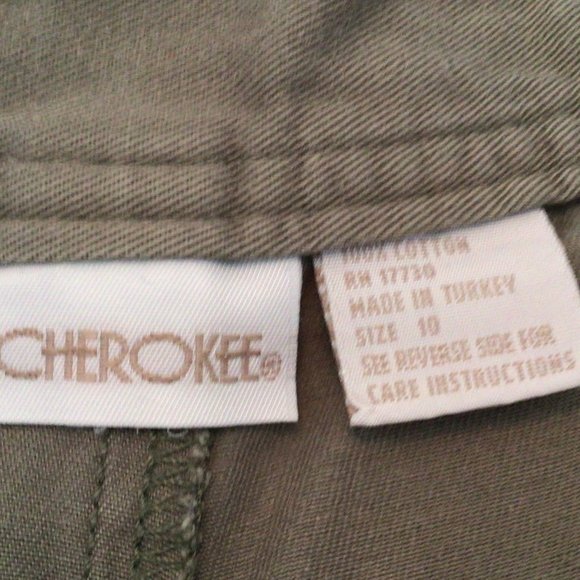 CHEROKEE®
100% COTTON
RN 17730
MADE IN TURKEY
SIZE 10
SEE REVERSE SIDE FOR
CARE INSTRUCTIONS